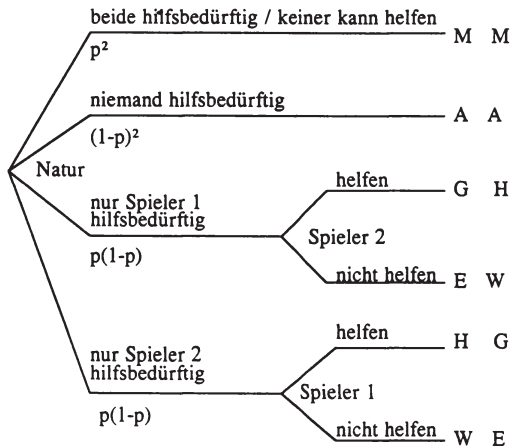 beide hilfsbedürftig / keiner kann helfen
M M
p²
niemand hilfsbedürftig
A A
(1-p)²
Natur
nur Spieler 1
hilfsbedürftig
p(1-p)
helfen
G H
Spieler 2
nicht helfen
E W
nur Spieler 2
hilfsbedürftig
p(1-p)
helfen
H G
Spieler 1
nicht helfen
W E